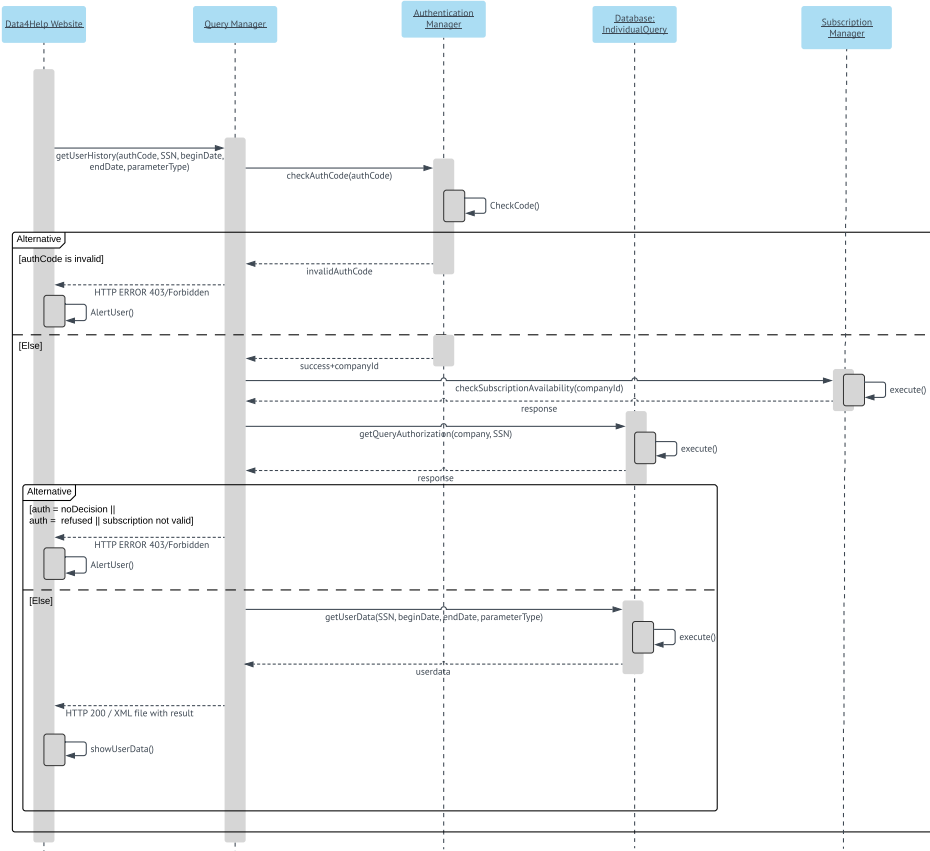 Data4Help Website
Query Manager
Authentication
Manager
Database:
IndividualQuery
Subscription
Manager
getUserHistory(authCode, SSN, beginDate,
endDate, parameterType)
checkAuthCode(authCode)
CheckCode()
Alternative
[authCode is invalid]
invalidAuthCode
HTTP ERROR 403/Forbidden
AlertUser()
[Else]
success+companyId
checkSubscriptionAvailability(companyId)
execute()
response
getQueryAuthorization(company, SSN)
execute()
response
Alternative
[auth = noDecision ||
auth =  refused || subscription not valid]
HTTP ERROR 403/Forbidden
AlertUser()
[Else]
getUserData(SSN, beginDate, endDate, parameterType)
execute()
userdata
HTTP 200 / XML file with result
showUserData()